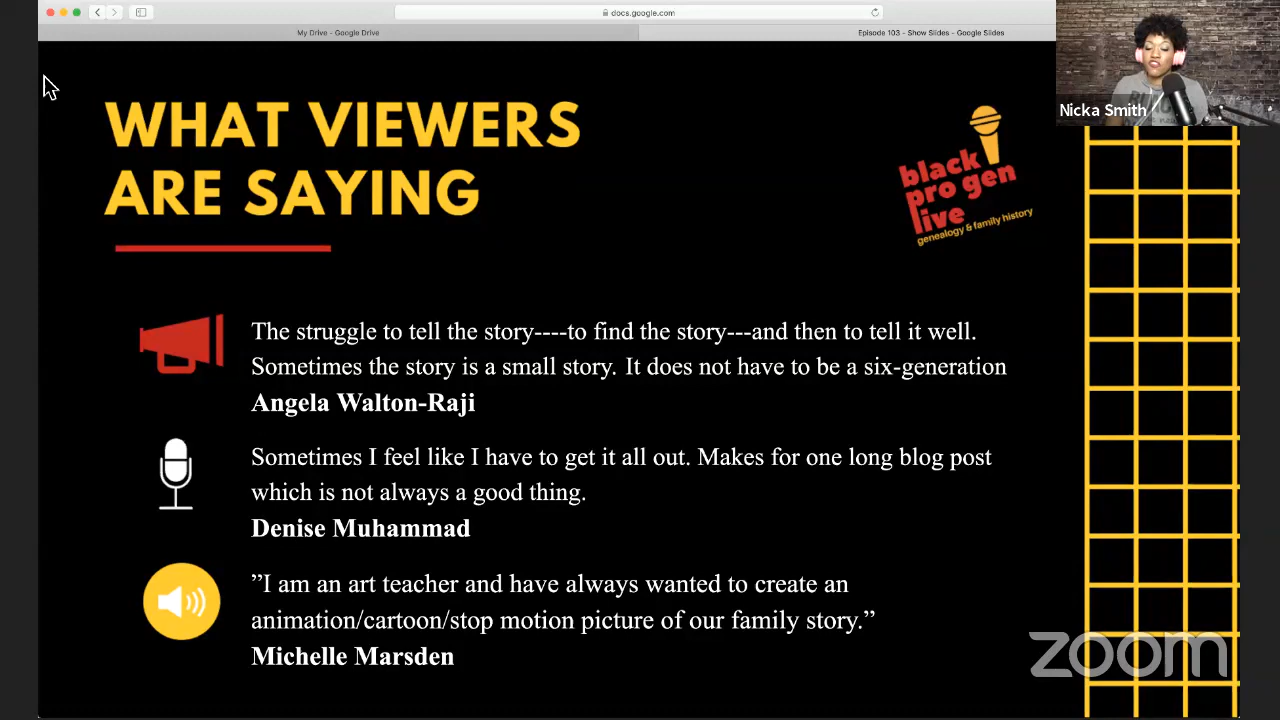 docs.google.com
My Drive - Google Drive
Episode 103 - Show Slides - Google Slides
Nicka Smith
WHAT VIEWERS
ARE SAYING
black
pro gen
live
genealogy & family history
The struggle to tell the story----to find the story---and then to tell it well.
Sometimes the story is a small story. It does not have to be a six-generation
Angela Walton-Raji
Sometimes I feel like I have to get it all out. Makes for one long blog post
which is not always a good thing.
Denise Muhammad
”I am an art teacher and have always wanted to create an
animation/cartoon/stop motion picture of our family story.”
Michelle Marsden
zoom